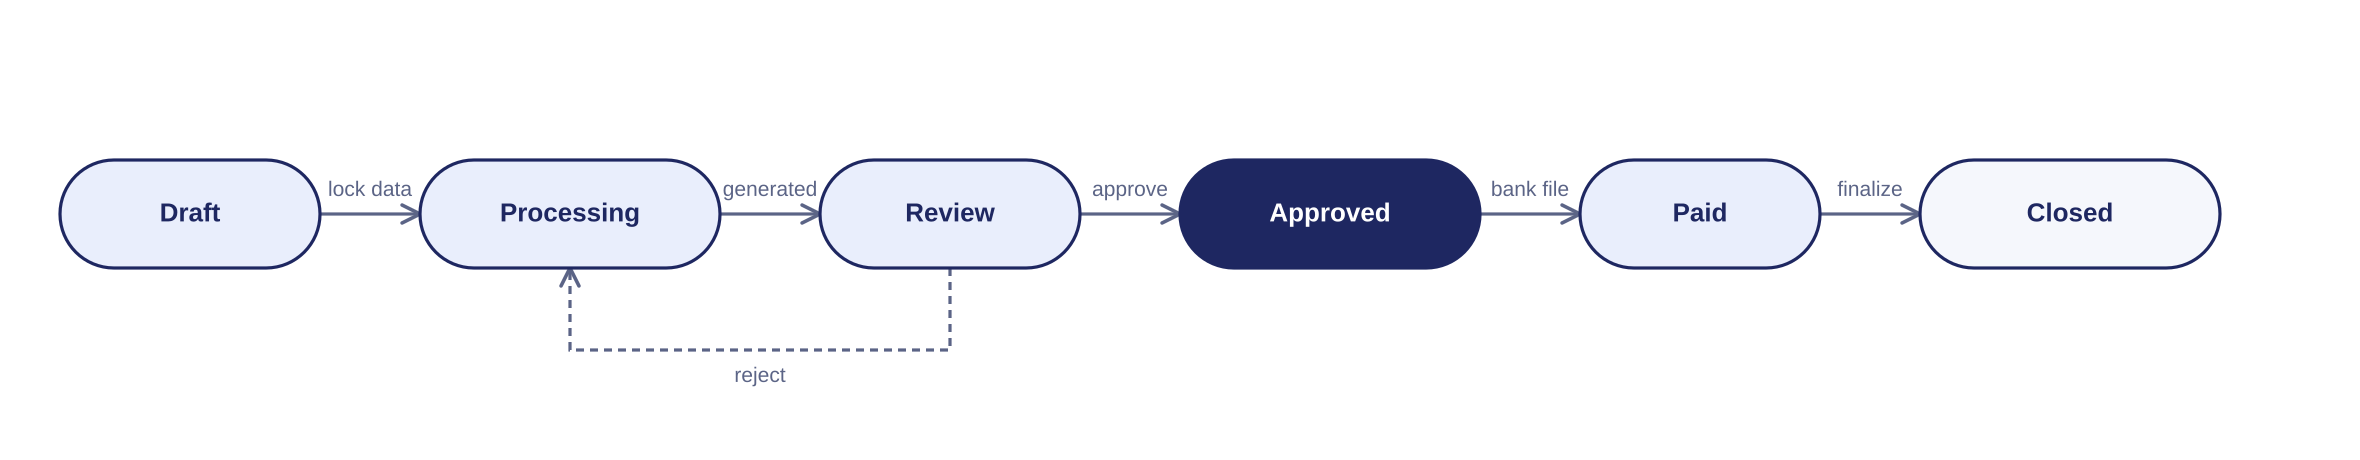 Draft
lock data
Processing
generated
Review
approve
Approved
bank file
Paid
finalize
Closed
reject